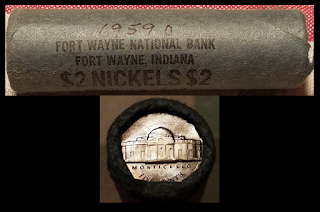 1959 D
FORT WAYNE NATIONAL BANK
FORT WAYNE, INDIANA
$2 NICKELS $2
MONTICELLO